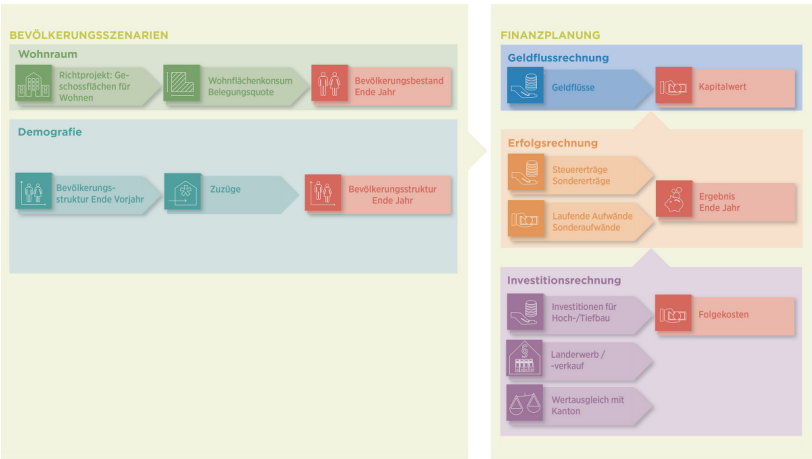 BEVÖLKERUNGSSZENARIEN
Wohnraum
Richtprojekt: Ge-
schossflächen für
Wohnen
Wohnflächenkonsum
Belegungsquote
Bevölkerungsbestand
Ende Jahr
Demografie
Bevölkerungs-
struktur Ende Vorjahr
Zuzüge
Bevölkerungsstruktur
Ende Jahr
FINANZPLANUNG
Geldflussrechnung
Geldflüsse
Kapitalwert
Erfolgsrechnung
Steuererträge
Sondererträge
Laufende Aufwände
Sonderaufwände
Ergebnis
Ende Jahr
Investitionsrechnung
Investitionen für
Hoch-/Tiefbau
Folgekosten
Landerwerb /
-verkauf
Wertausgleich mit
Kanton